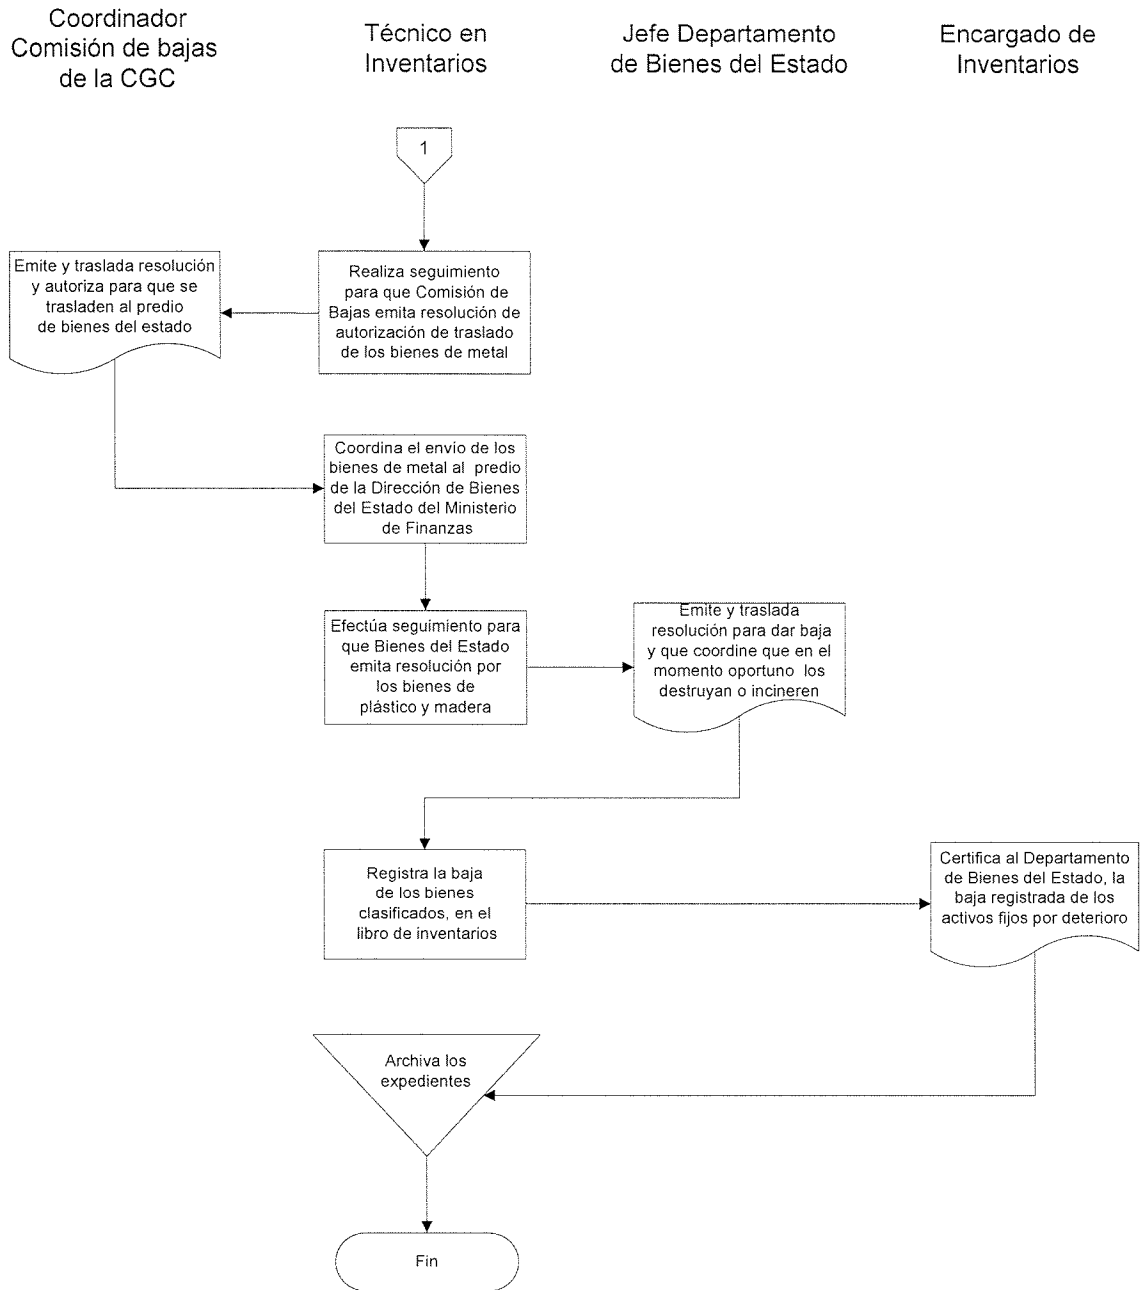 Coordinador
Comisión de bajas
de la CGC
Técnico en
Inventarios
Jefe Departamento
de Bienes del Estado
Encargado de
Inventarios
1
Emite y traslada resolución
y autoriza para que se
trasladen al predio
de bienes del estado
Realiza seguimiento
para que Comisión de
Bajas emita resolución de
autorización de traslado
de los bienes de metal
Coordina el envío de los
bienes de metal al predio
de la Dirección de Bienes
del Estado del Ministerio
de Finanzas
Efectúa seguimiento para
que Bienes del Estado
emita resolución por
los bienes de
plástico y madera
Emite y traslada
resolución para dar baja
y que coordine que en el
momento oportuno los
destruyan o incineren
Registra la baja
de los bienes
clasificados, en el
libro de inventarios
Certifica al Departamento
de Bienes del Estado, la
baja registrada de los
activos fijos por deterioro
Archiva los
expedientes
Fin